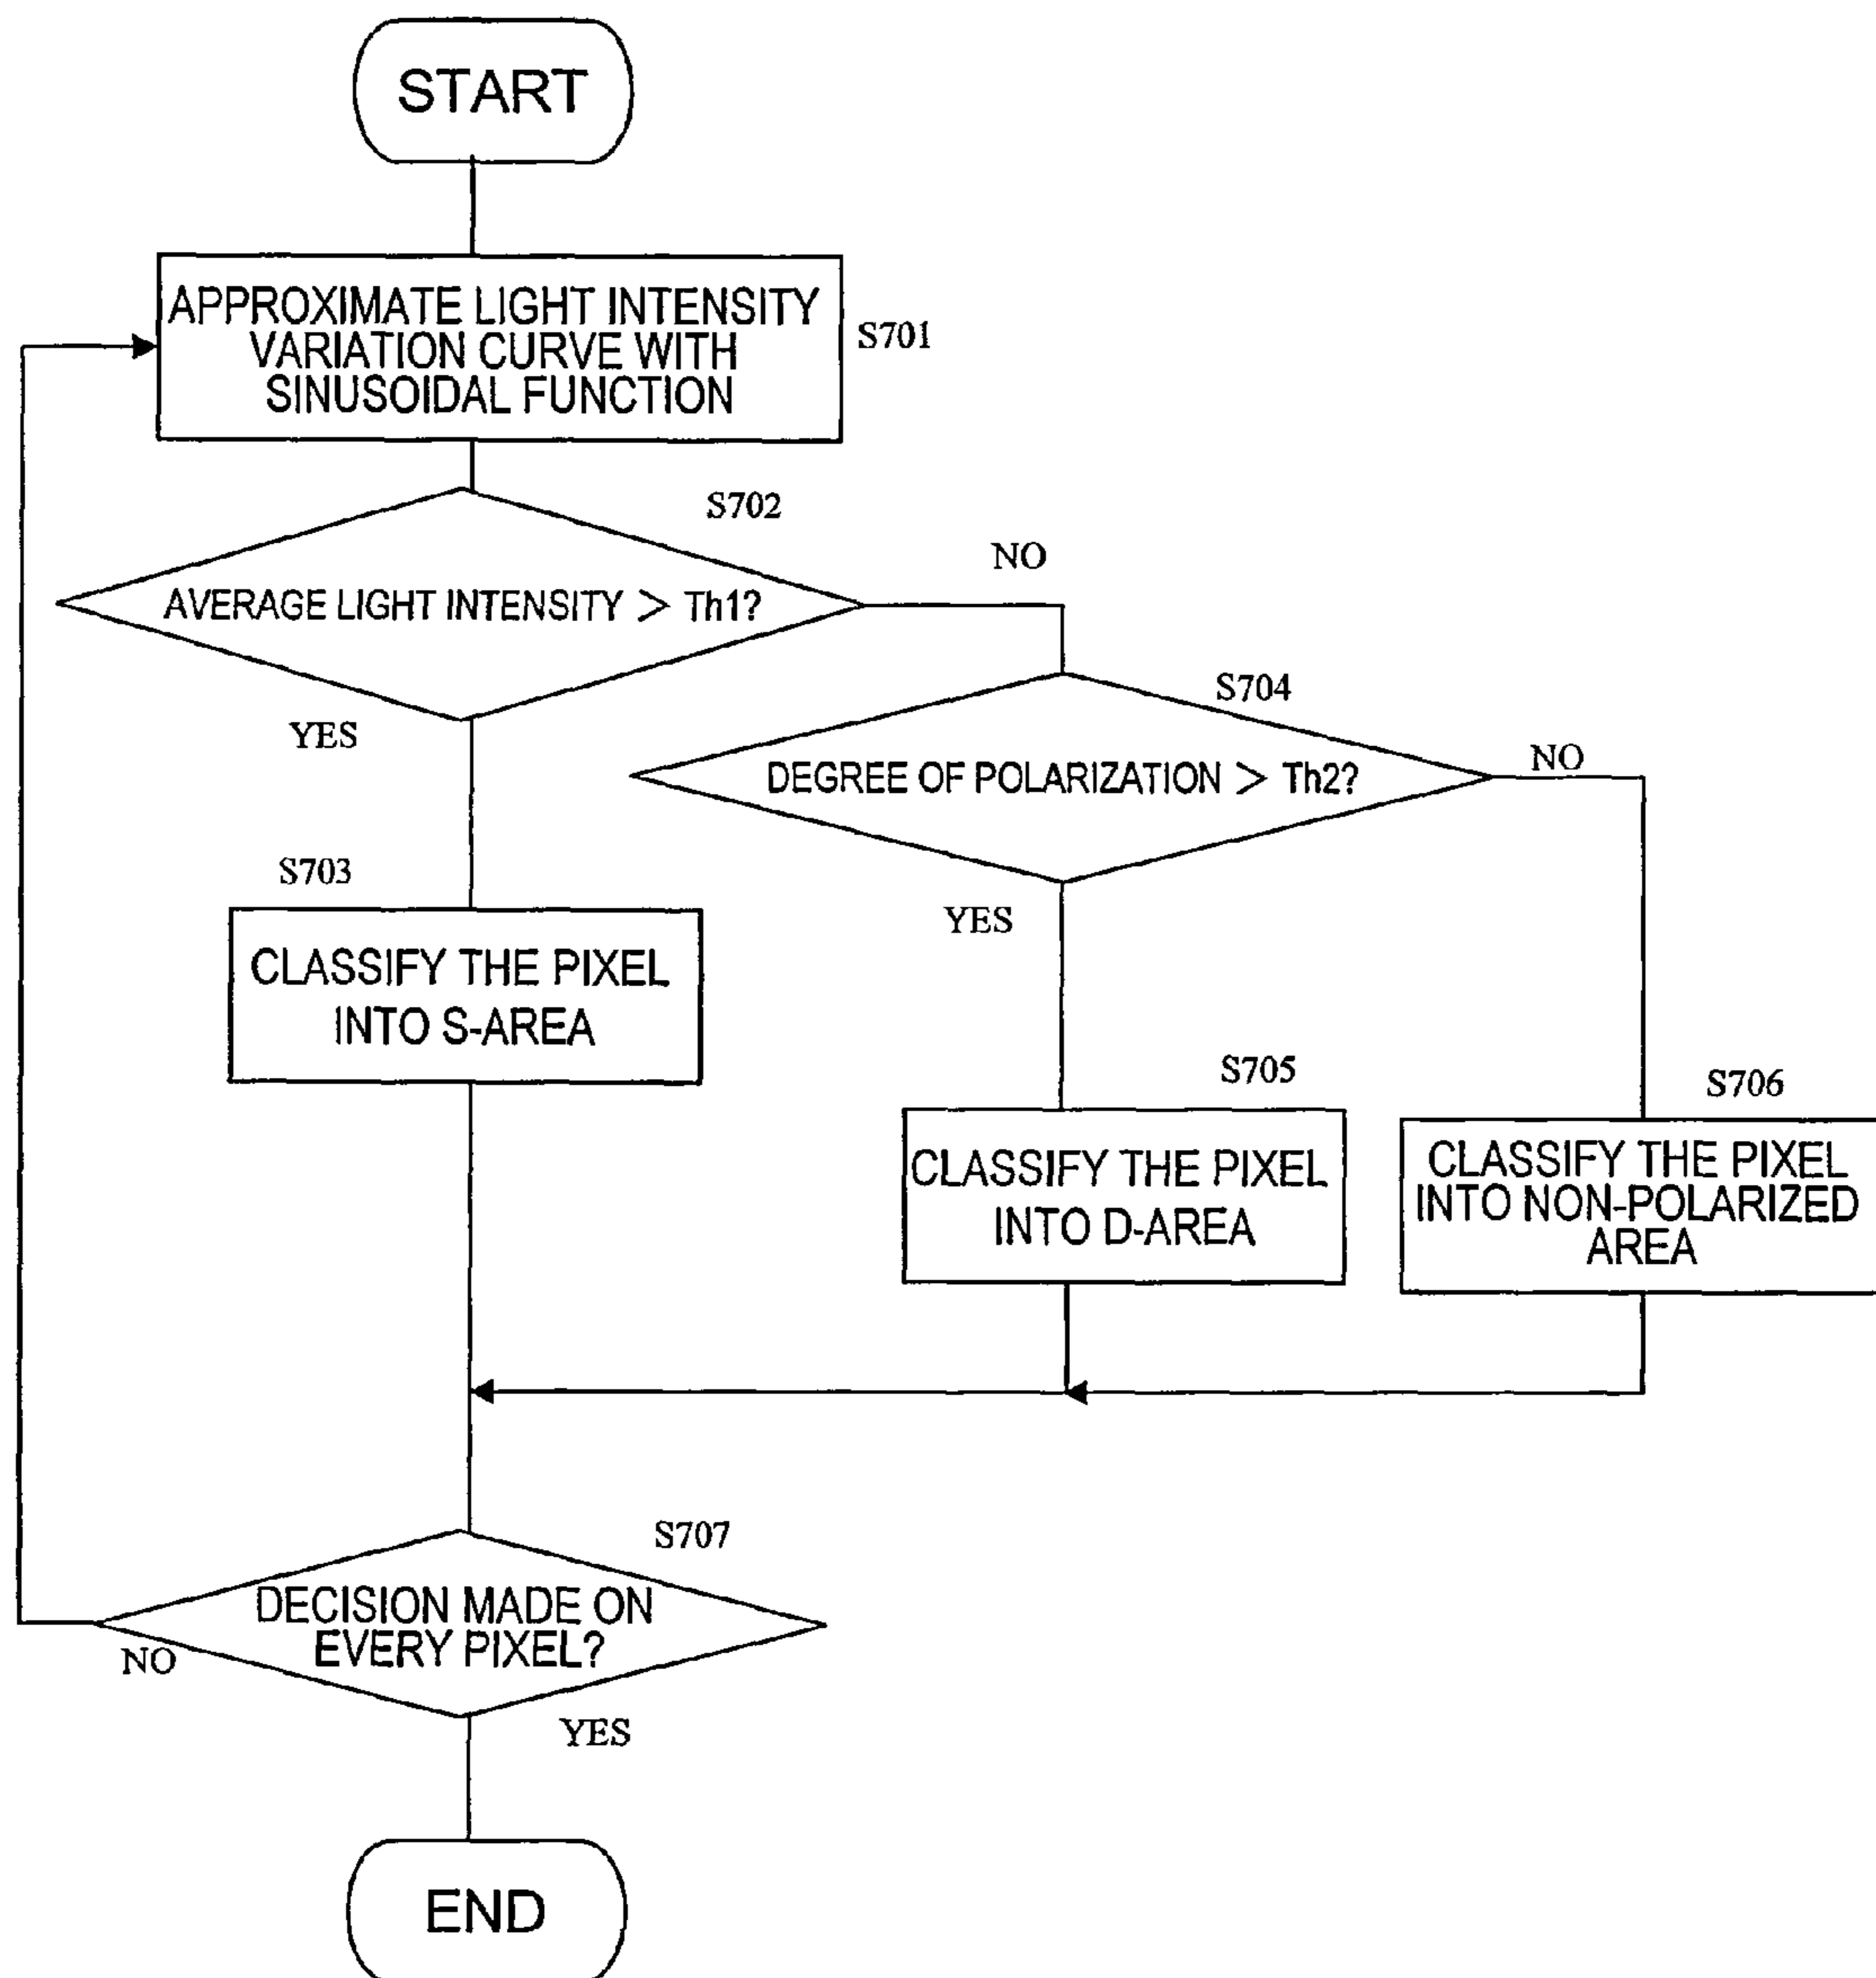 START
APPROXIMATE LIGHT INTENSITY
VARIATION CURVE WITH
SINUSOIDAL FUNCTION
S701
S702
AVERAGE LIGHT INTENSITY > Th1?
NO
YES
S704
DEGREE OF POLARIZATION > Th2?
NO
YES
S703
CLASSIFY THE PIXEL
INTO S-AREA
S705
CLASSIFY THE PIXEL
INTO D-AREA
S706
CLASSIFY THE PIXEL
INTO NON-POLARIZED
AREA
S707
DECISION MADE ON
EVERY PIXEL?
NO
YES
END